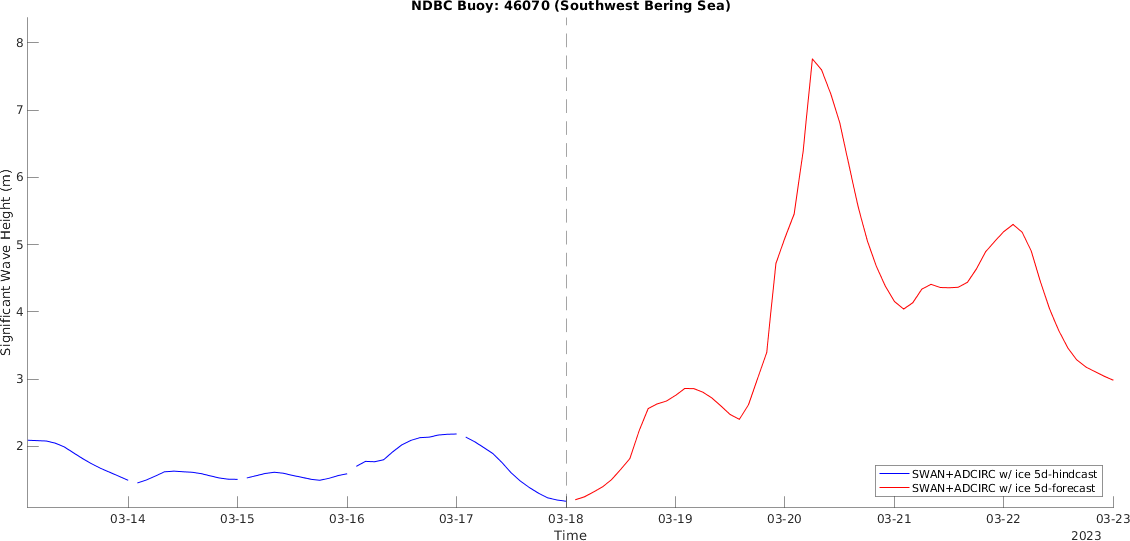 NDBC Buoy: 46070 (Southwest Bering Sea)
8
7
6
5
4
3
2
Significant Wave Height (m)
SWAN+ADCIRC w/ ice 5d-hindcast
SWAN+ADCIRC w/ ice 5d-forecast
03-14 03-15 03-16 03-17 03-18 03-19 03-20 03-21 03-22 03-23
Time
2023